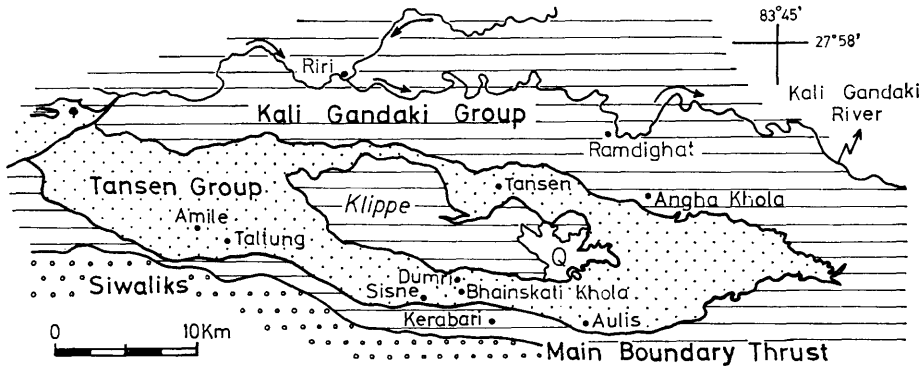 83°45'
27°58'
Riri
Kali Gandaki
River
Kali Gandaki Group
Ramdighat
Tansen Group
Tansen
Klippe
Angha Khola
Amile
Taltung
Q
Dumri
Siwaliks
Sisne
Bhainskati Khola
Kerabari
Aulis
0 10Km
Main Boundary Thrust